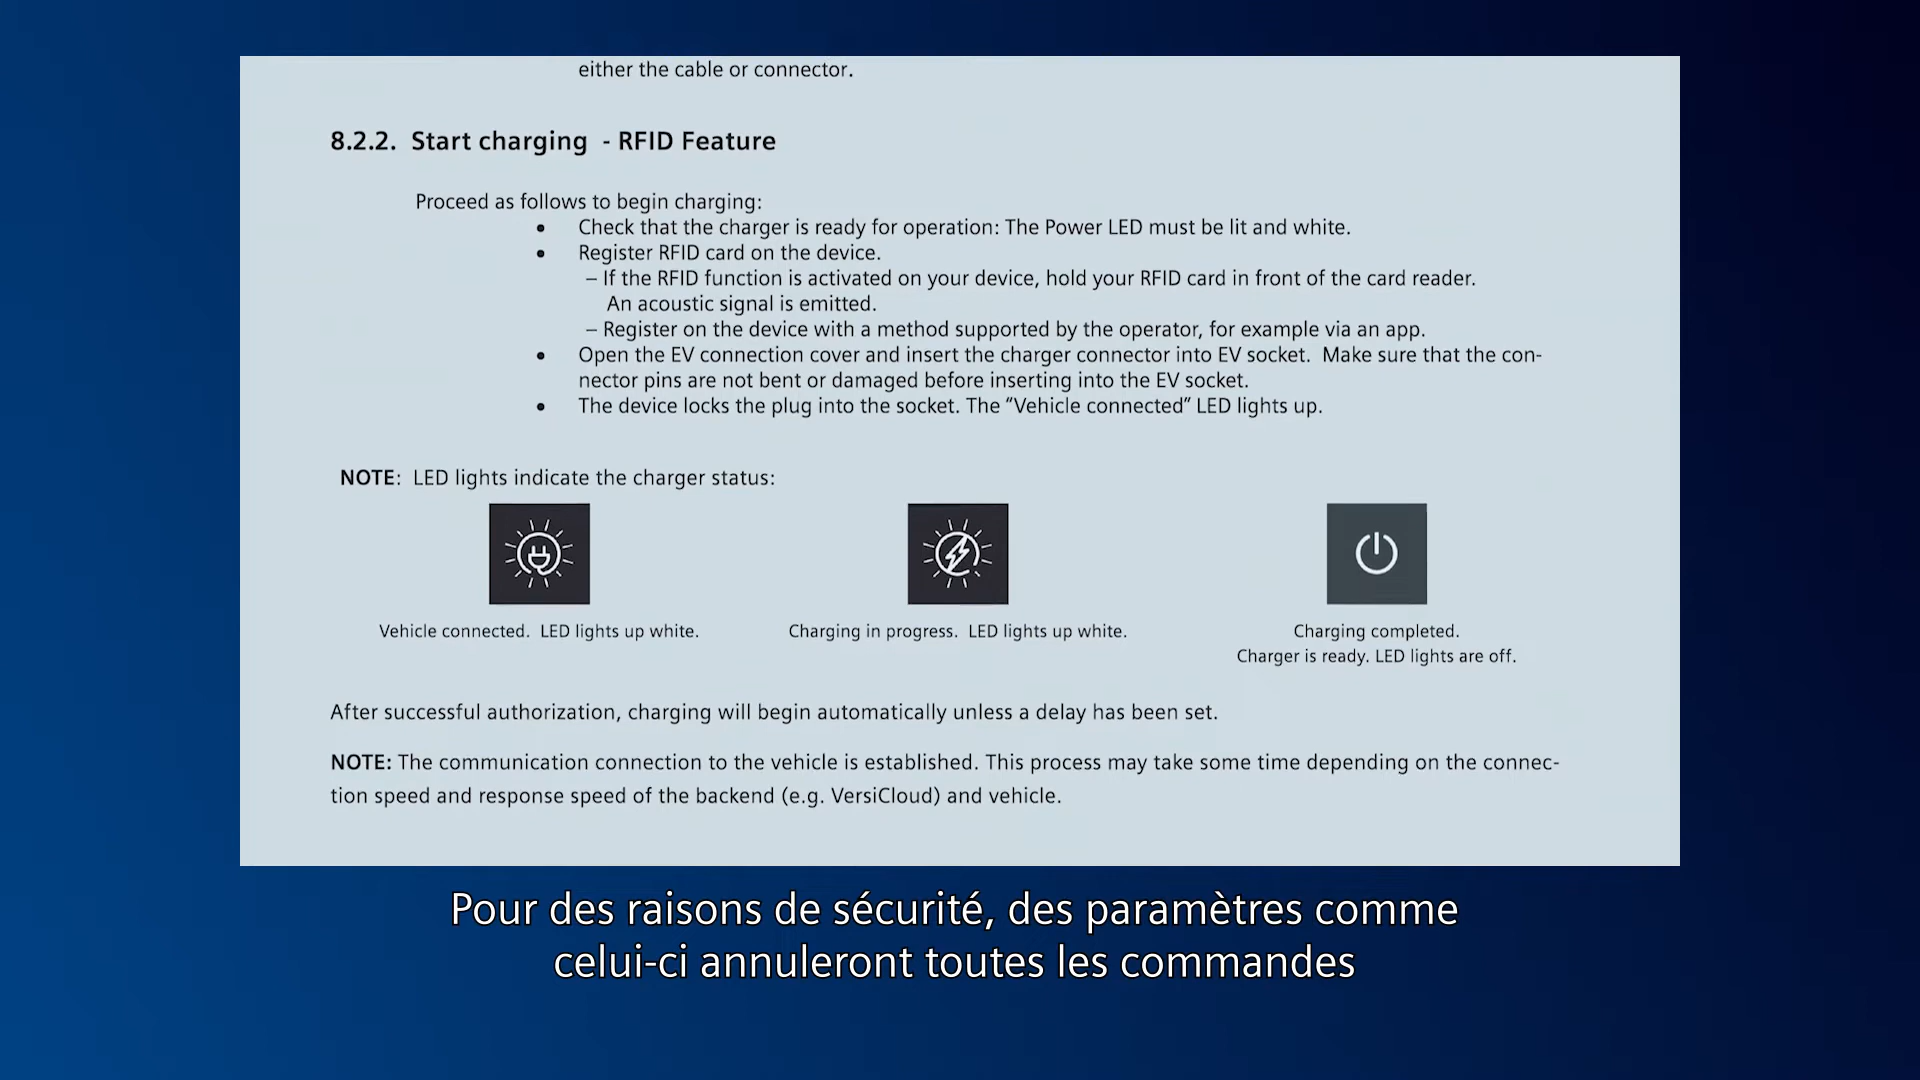 either the cable or connector.
8.2.2. Start charging - RFID Feature
Proceed as follows to begin charging:
• Check that the charger is ready for operation: The Power LED must be lit and white.
• Register RFID card on the device.
– If the RFID function is activated on your device, hold your RFID card in front of the card reader.
An acoustic signal is emitted.
– Register on the device with a method supported by the operator, for example via an app.
• Open the EV connection cover and insert the charger connector into EV socket. Make sure that the con-
nector pins are not bent or damaged before inserting into the EV socket.
• The device locks the plug into the socket. The “Vehicle connected” LED lights up.
NOTE: LED lights indicate the charger status:
Vehicle connected. LED lights up white.
Charging in progress. LED lights up white.
Charging completed.
Charger is ready. LED lights are off.
After successful authorization, charging will begin automatically unless a delay has been set.
NOTE: The communication connection to the vehicle is established. This process may take some time depending on the connec-
tion speed and response speed of the backend (e.g. VersiCloud) and vehicle.
Pour des raisons de sécurité, des paramètres comme
celui-ci annuleront toutes les commandes